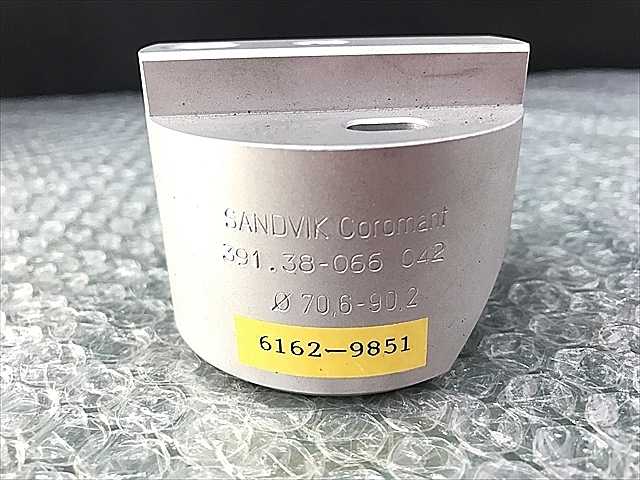 SANDVIK Coromant
391.38-066 042
Ø 70,6-90,2
6162-9851